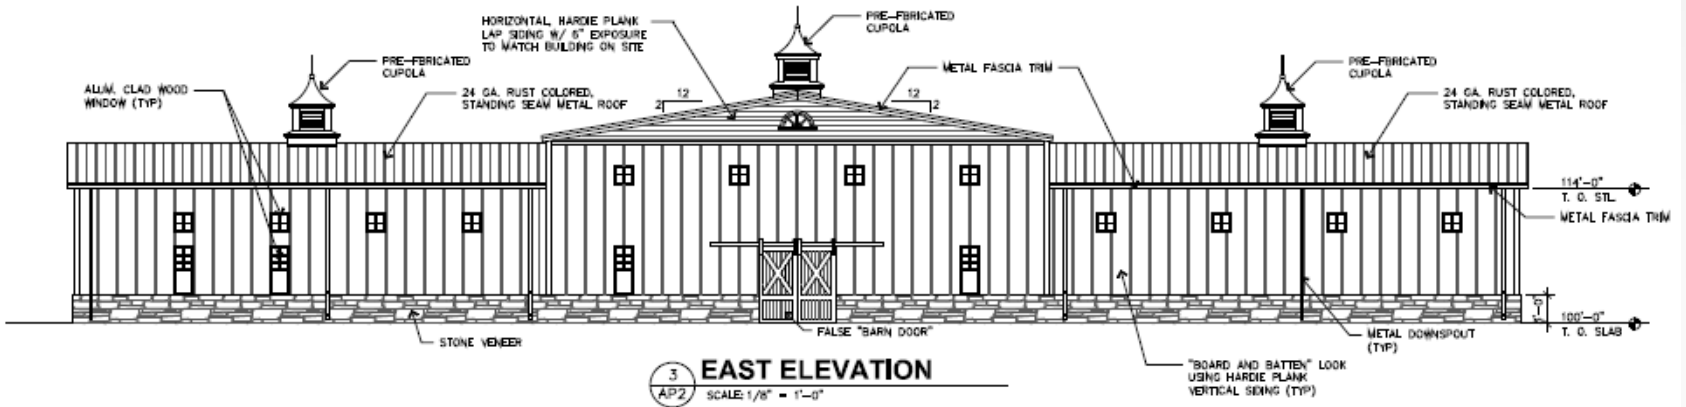 HORIZONTAL, HARDIE PLANK
LAP SIDING W/ 6" EXPOSURE
TO MATCH BUILDING ON SITE
PRE-FBRICATED
CUPOLA
PRE-FBRICATED
CUPOLA
METAL FASCIA TRIM
PRE-FBRICATED
CUPOLA
ALUM. CLAD WOOD
WINDOW (TYP)
24 GA. RUST COLORED,
STANDING SEAM METAL ROOF
12
2
12
2
24 GA. RUST COLORED,
STANDING SEAM METAL ROOF
114'-0"
T. O. STL.
METAL FASCIA TRIM
100'-0"
T. O. SLAB
STONE VENEER
FALSE "BARN DOOR"
METAL DOWNSPOUT
(TYP)
"BOARD AND BATTEN" LOOK
USING HARDIE PLANK
VERTICAL SIDING (TYP)
3
AP2
EAST ELEVATION
SCALE: 1/8" = 1'-0"